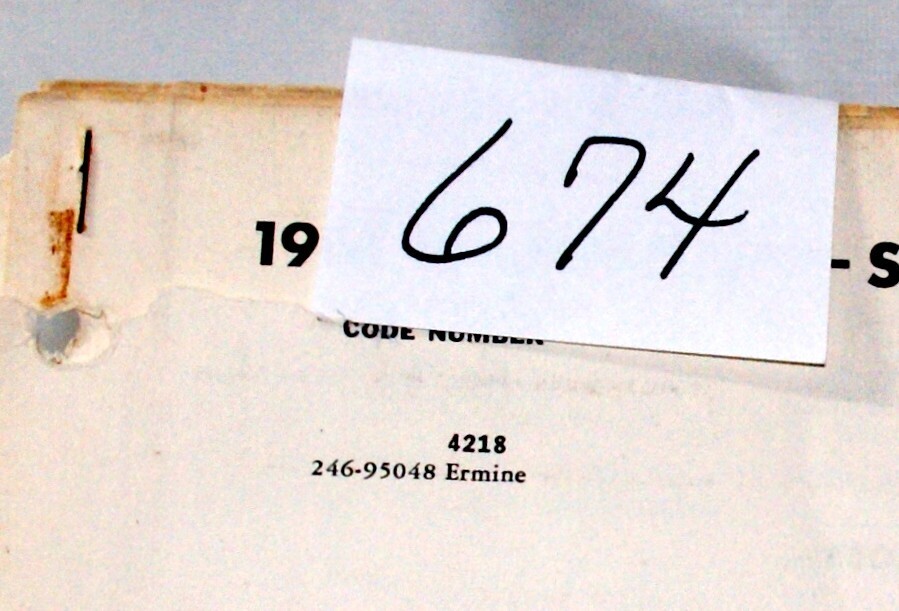 674
19 - S
CODE NUMBER
4218
246-95048 Ermine